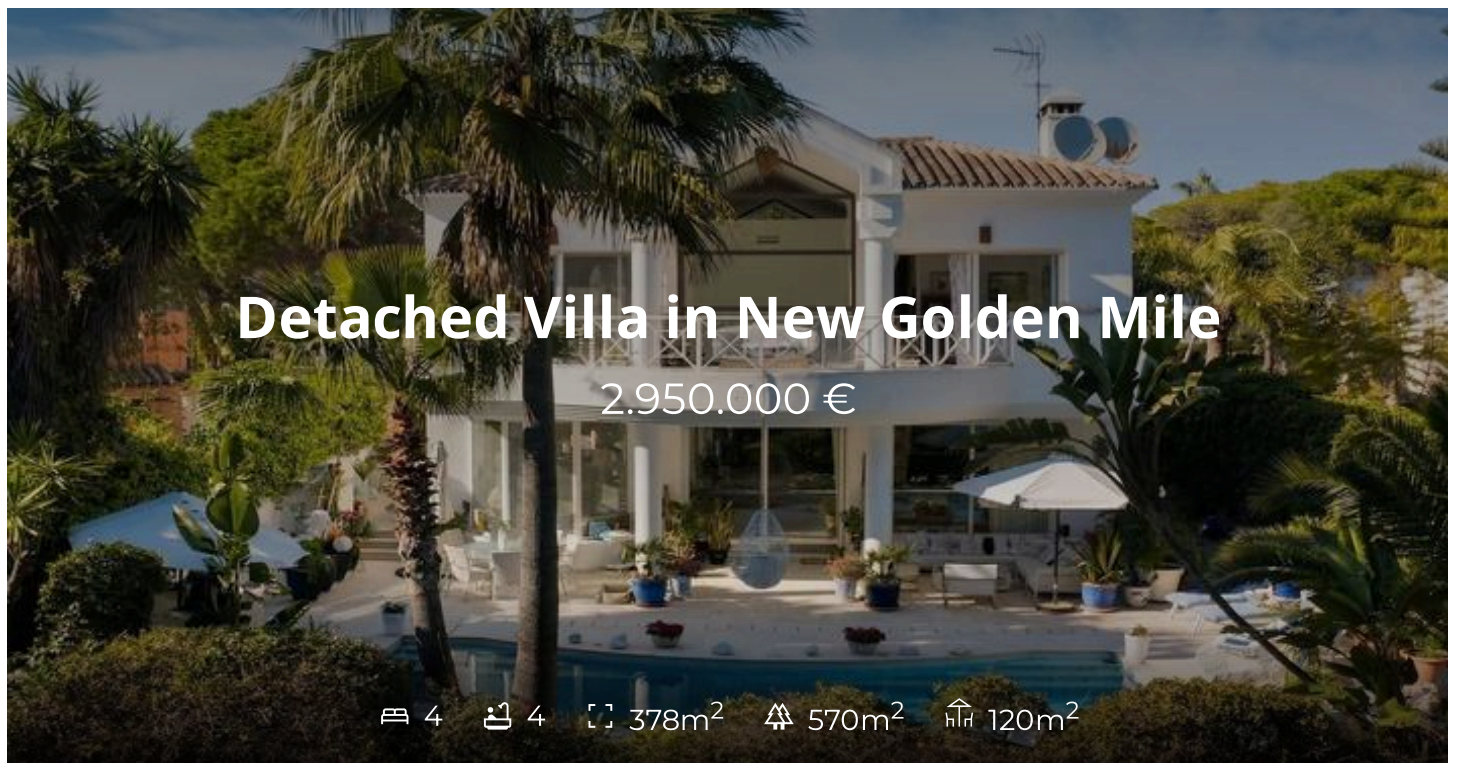 Detached Villa in New Golden Mile
2.950.000 €
4 4 378m² 570m² 120m²